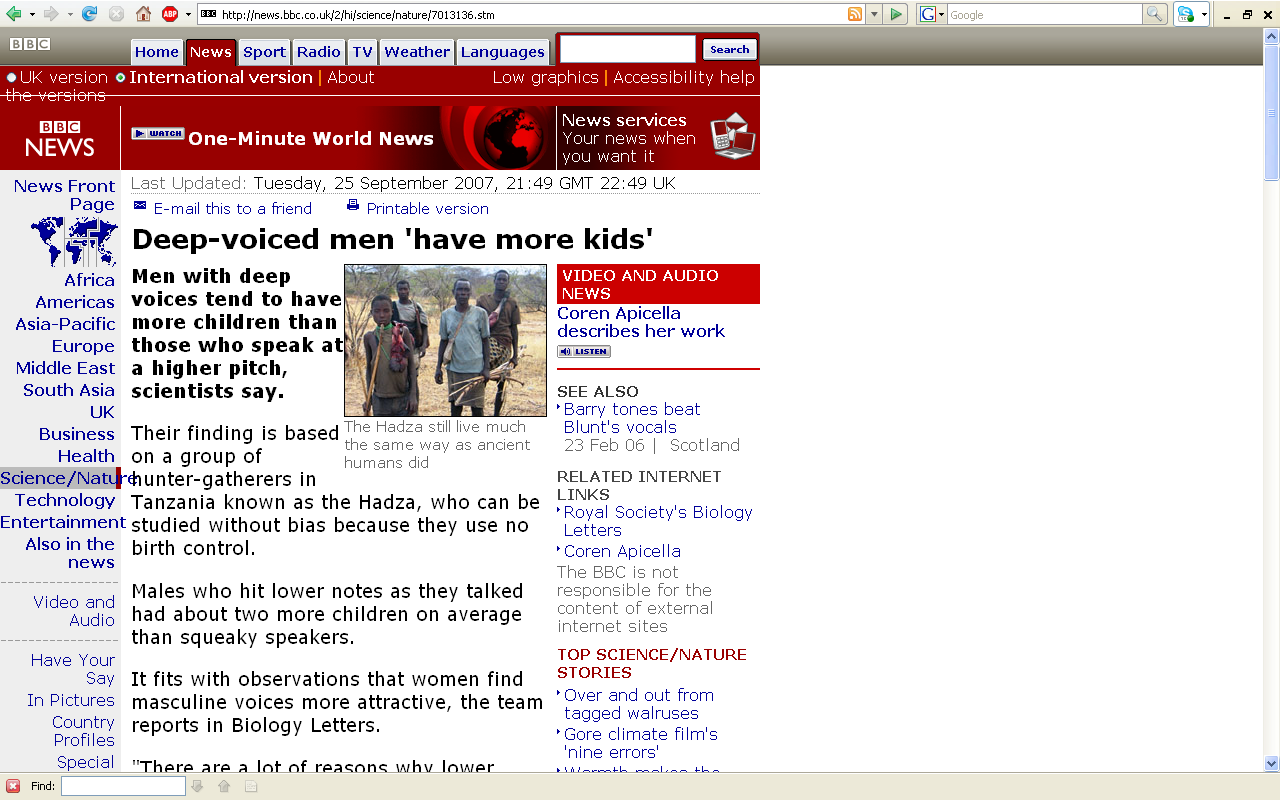 ABP
BBC http://news.bbc.co.uk/2/hi/science/nature/7013136.stm
G Google
BBC
Home
News
Sport
Radio
TV
Weather
Languages
Search
UK version International version | About
the versions
Low graphics | Accessibility help
BBC
NEWS
WATCH One-Minute World News
News services
Your news when
you want it
News Front
Page
Africa
Americas
Asia-Pacific
Europe
Middle East
South Asia
UK
Business
Health
Science/Nature
Technology
Entertainment
Also in the
news
Video and
Audio
Have Your
Say
In Pictures
Country
Profiles
Special
Last Updated: Tuesday, 25 September 2007, 21:49 GMT 22:49 UK
E-mail this to a friend Printable version
Deep-voiced men 'have more kids'
Men with deep
voices tend to have
more children than
those who speak at
a higher pitch,
scientists say.
The Hadza still live much
the same way as ancient
humans did
Their finding is based
on a group of
hunter-gatherers in
Tanzania known as the Hadza, who can be
studied without bias because they use no
birth control.
Males who hit lower notes as they talked
had about two more children on average
than squeaky speakers.
It fits with observations that women find
masculine voices more attractive, the team
reports in Biology Letters.
"There are a lot of reasons why lower
VIDEO AND AUDIO
NEWS
Coren Apicella
describes her work
LISTEN
SEE ALSO
Barry tones beat
Blunt's vocals
23 Feb 06 | Scotland
RELATED INTERNET
LINKS
Royal Society's Biology
Letters
Coren Apicella
The BBC is not
responsible for the
content of external
internet sites
TOP SCIENCE/NATURE
STORIES
Over and out from
tagged walruses
Gore climate film's
'nine errors'
Warmth makes the
Find: